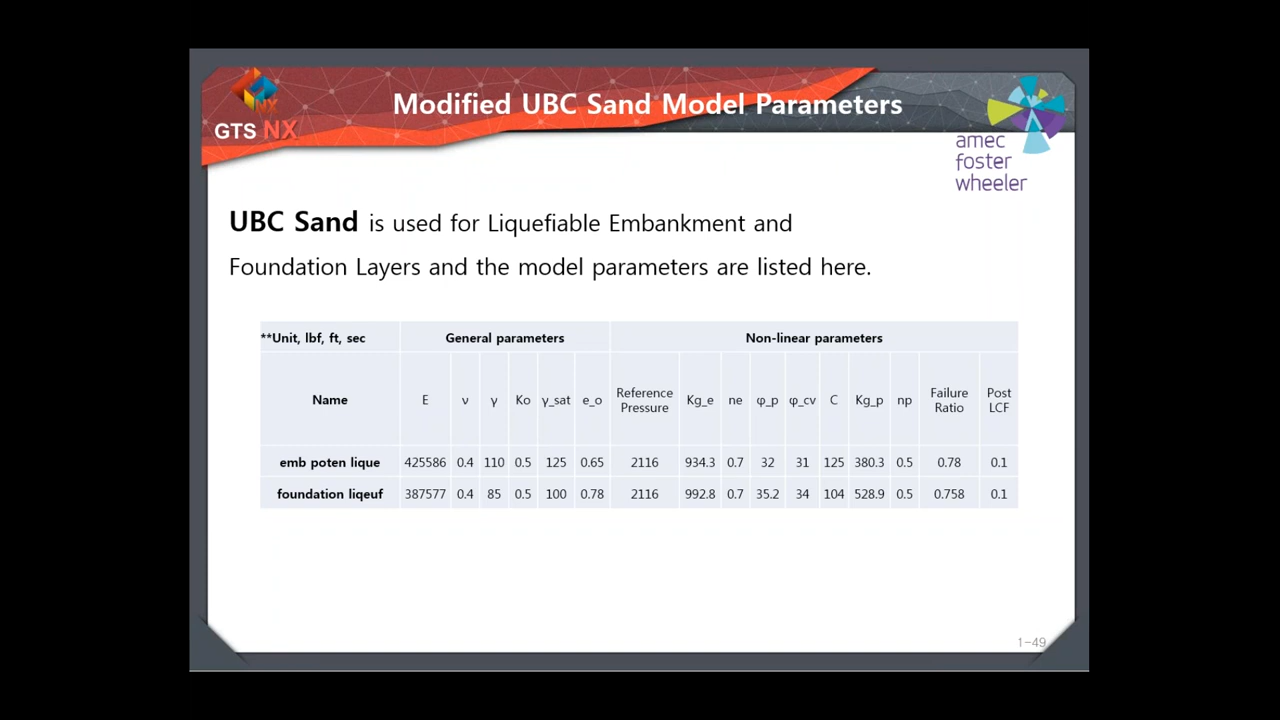 NX
GTS NX
Modified UBC Sand Model Parameters
amec
foster
wheeler
UBC Sand is used for Liquefiable Embankment and
Foundation Layers and the model parameters are listed here.
**Unit, lbf, ft, sec General parameters Non-linear parameters
Name E ν γ Ko γ_sat e_o Reference Pressure Kg_e ne φ_p φ_cv C Kg_p np Failure Ratio Post LCF
emb poten lique 425586 0.4 110 0.5 125 0.65 2116 934.3 0.7 32 31 125 380.3 0.5 0.78 0.1
foundation liqeuf 387577 0.4 85 0.5 100 0.78 2116 992.8 0.7 35.2 34 104 528.9 0.5 0.758 0.1
1-49